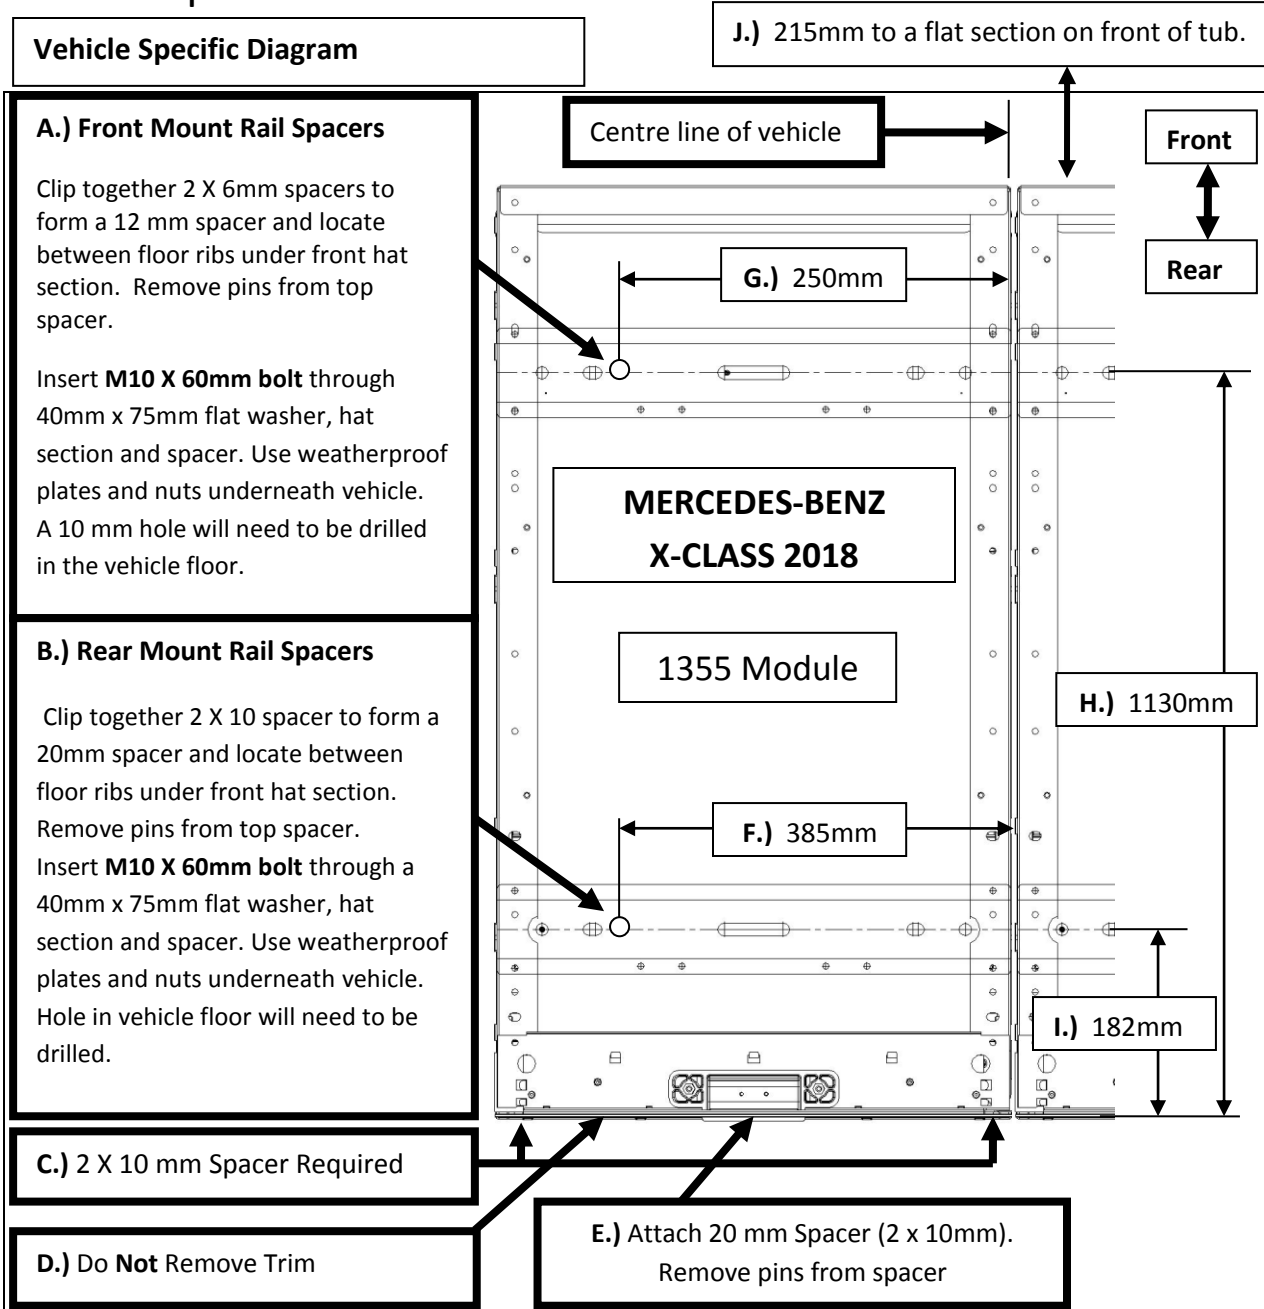 Vehicle Specific Diagram
J.) 215mm to a flat section on front of tub.
A.) Front Mount Rail Spacers
Clip together 2 X 6mm spacers to
form a 12 mm spacer and locate
between floor ribs under front hat
section.  Remove pins from top
spacer.
Insert M10 X 60mm bolt through
40mm x 75mm flat washer, hat
section and spacer. Use weatherproof
plates and nuts underneath vehicle.
A 10 mm hole will need to be drilled
in the vehicle floor.
Centre line of vehicle
Front
Rear
G.) 250mm
MERCEDES-BENZ
X-CLASS 2018
1355 Module
B.) Rear Mount Rail Spacers
Clip together 2 X 10 spacer to form a
20mm spacer and locate between
floor ribs under front hat section.
Remove pins from top spacer.
Insert M10 X 60mm bolt through a
40mm x 75mm flat washer, hat
section and spacer. Use weatherproof
plates and nuts underneath vehicle.
Hole in vehicle floor will need to be
drilled.
H.) 1130mm
F.) 385mm
I.) 182mm
C.) 2 X 10 mm Spacer Required
D.) Do Not Remove Trim
E.) Attach 20 mm Spacer (2 x 10mm).
Remove pins from spacer